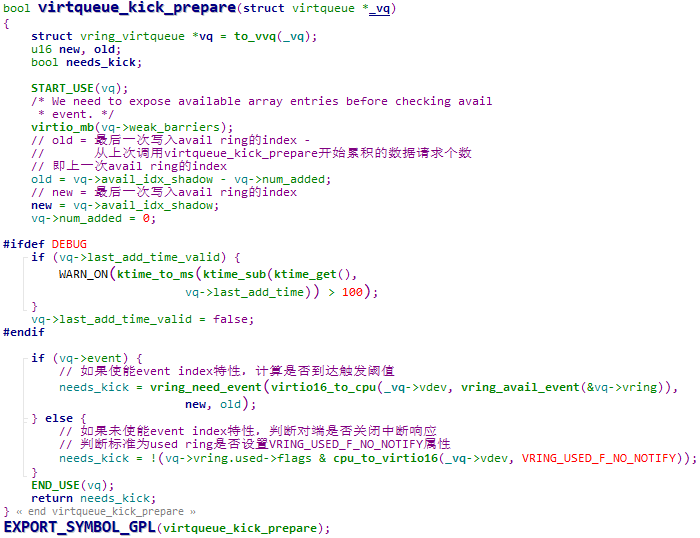 bool virtqueue_kick_prepare(struct virtqueue *_vq)
{
    struct vring_virtqueue *vq = to_vvq(_vq);
    u16 new, old;
    bool needs_kick;

    START_USE(vq);
    /* We need to expose available array entries before checking avail
     * event. */
    virtio_mb(vq->weak_barriers);
    // old = 最后一次写入avail ring的index -
    //       从上次调用virtqueue_kick_prepare开始累积的数据请求个数
    // 即上一次avail ring的index
    old = vq->avail_idx_shadow - vq->num_added;
    // new = 最后一次写入avail ring的index
    new = vq->avail_idx_shadow;
    vq->num_added = 0;

#ifdef DEBUG
    if (vq->last_add_time_valid) {
        WARN_ON(ktime_to_ms(ktime_sub(ktime_get(),
                         vq->last_add_time)) > 100);
    }
    vq->last_add_time_valid = false;
#endif

    if (vq->event) {
        // 如果使能event index特性，计算是否到达触发阈值
        needs_kick = vring_need_event(virtio16_to_cpu(_vq->vdev, vring_avail_event(&vq->vring)),
                         new, old);
    } else {
        // 如果未使能event index特性，判断对端是否关闭中断响应
        // 判断标准为used ring是否设置VRING_USED_F_NO_NOTIFY属性
        needs_kick = !(vq->vring.used->flags & cpu_to_virtio16(_vq->vdev, VRING_USED_F_NO_NOTIFY));
    }
    END_USE(vq);
    return needs_kick;
} « end virtqueue_kick_prepare »
EXPORT_SYMBOL_GPL(virtqueue_kick_prepare);